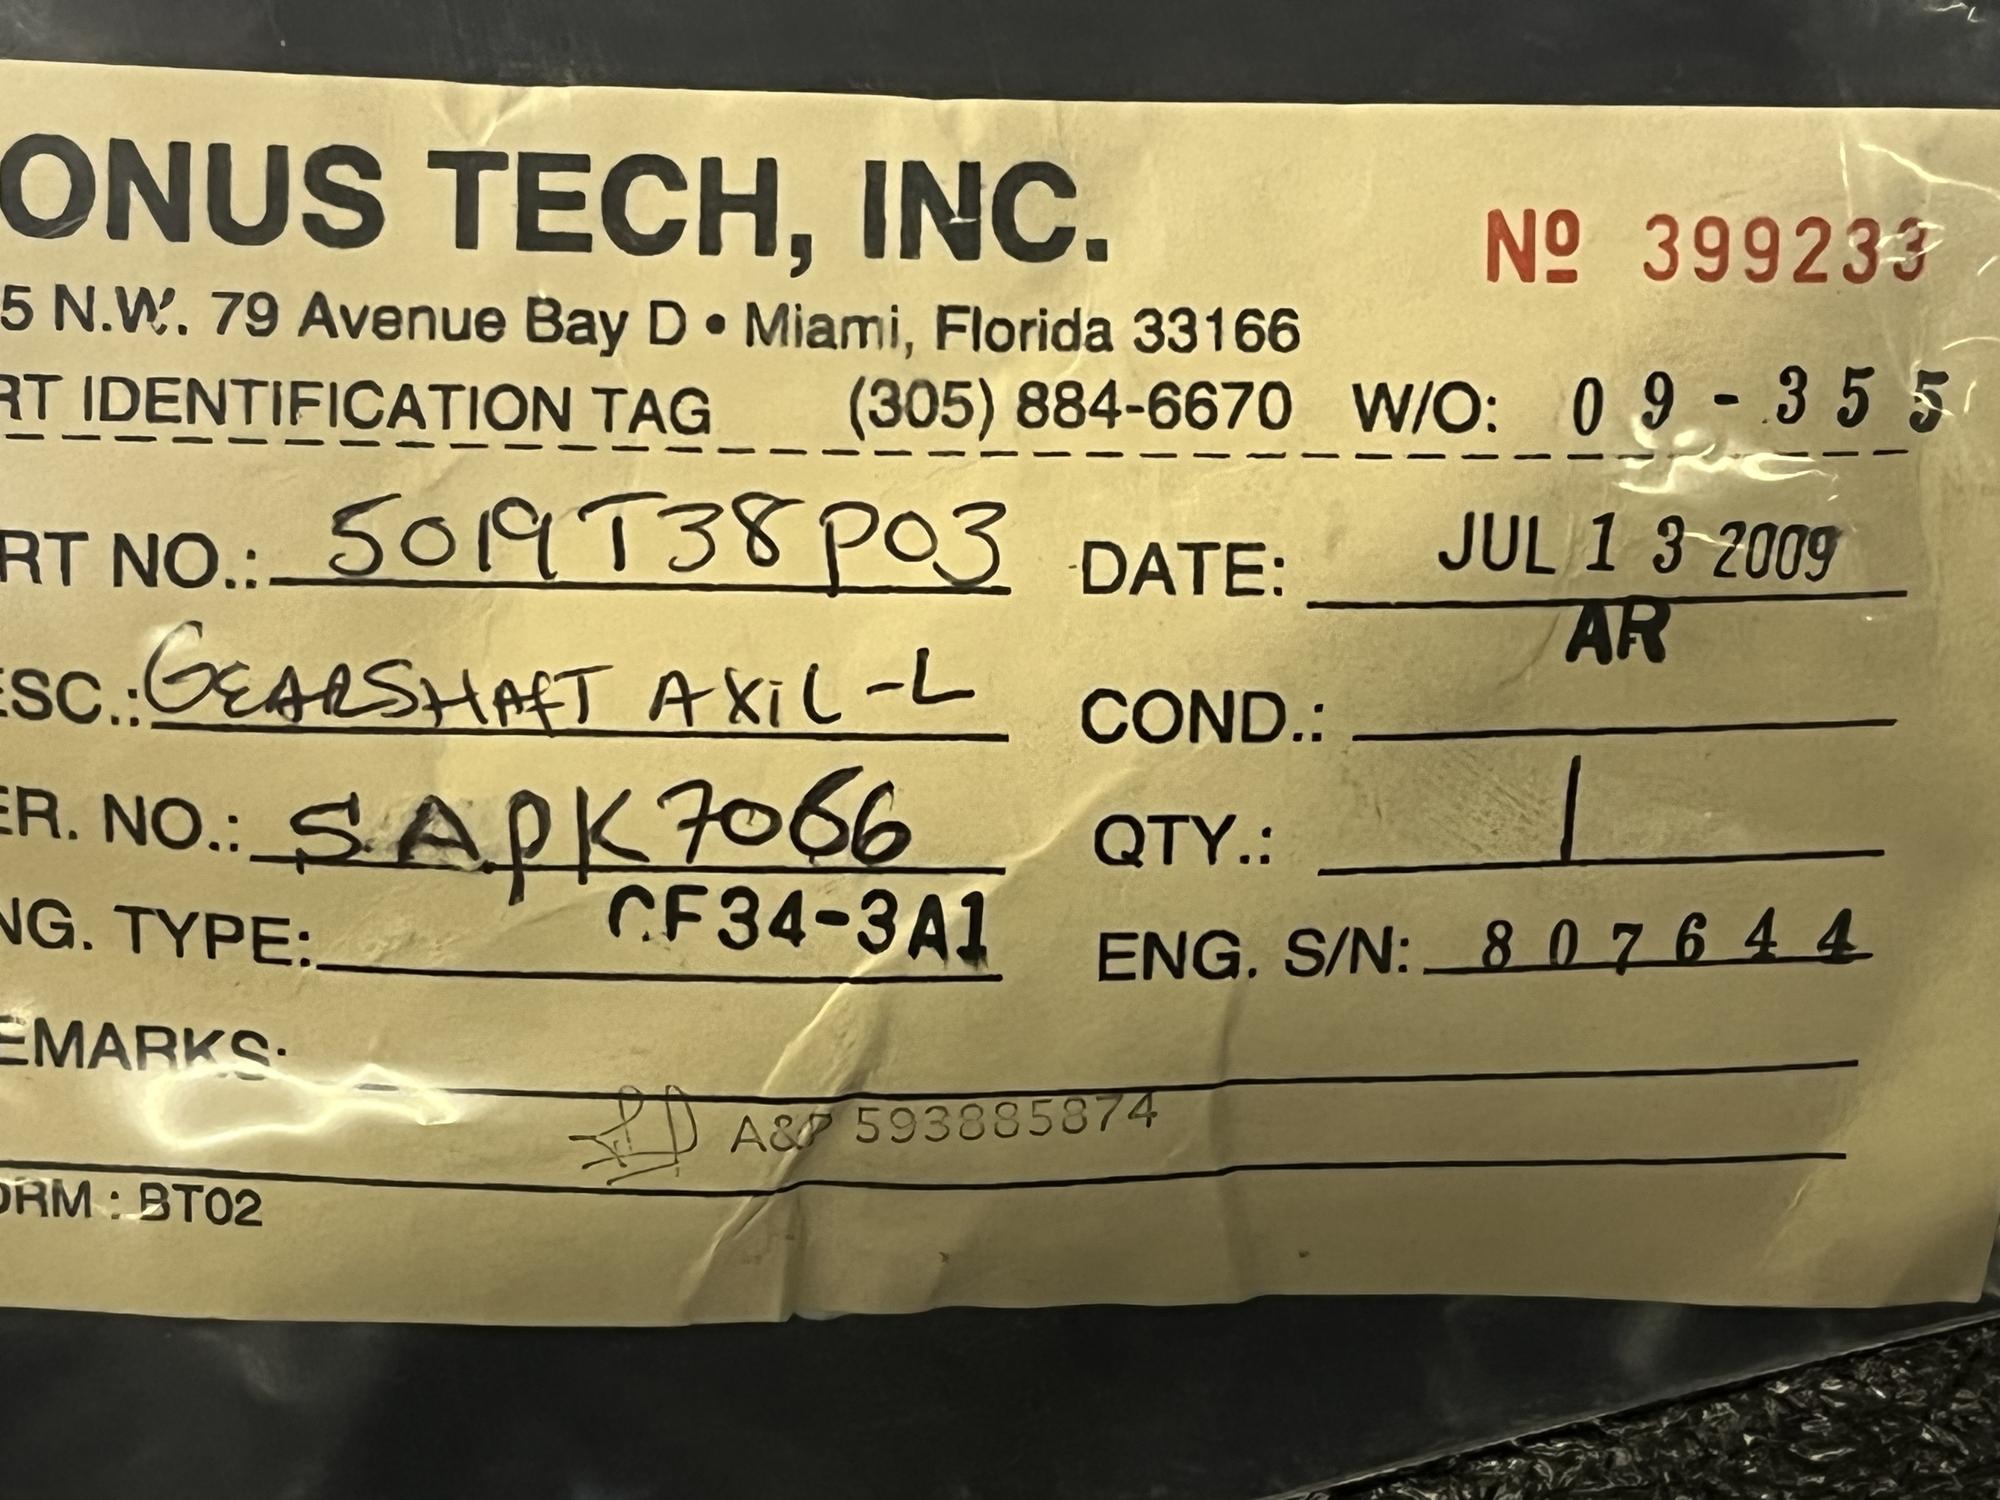 ONUS TECH, INC.
Nº 399233
5 N.W. 79 Avenue Bay D • Miami, Florida 33166
RT IDENTIFICATION TAG (305) 884-6670 W/O: 09-355
RT NO.: 5019T38P03 DATE: JUL 13 2009
ESC.: GEARSHAFT AXIL-L COND.: AR
ER. NO.: SAPK7066 QTY.: 1
NG. TYPE: CF34-3A1 ENG. S/N: 807644
EMARKS:
A&P 593885874
ORM : BT02